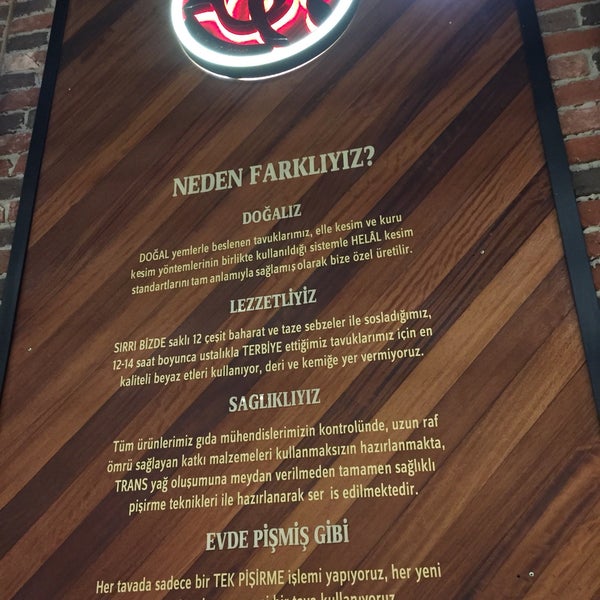 NEDEN FARKLIYIZ?
DOĞALIZ
DOĞAL yemlerle beslenen tavuklarımız, elle kesim ve kuru
kesim yöntemlerinin birlikte kullanıldığı sistemle HELÂL kesim
standartlarını tam anlamıyla sağlamış olarak bize özel üretilir.
LEZZETLİYİZ
SIRRI BİZDE saklı 12 çeşit baharat ve taze sebzeler ile sosladığımız,
12-14 saat boyunca ustalıkla TERBİYE ettiğimiz tavuklarımız için en
kaliteli beyaz etleri kullanıyor, deri ve kemiğe yer vermiyoruz.
SAGLIKLIYIZ
Tüm ürünlerimiz gıda mühendislerimizin kontrolünde, uzun raf
ömrü sağlayan katkı malzemeleri kullanmaksızın hazırlanmakta,
TRANS yağ oluşumuna meydan verilmeden tamamen sağlıklı
pişirme teknikleri ile hazırlanarak ser is edilmektedir.
EVDE PİŞMİŞ GİBİ
Her tavada sadece bir TEK PİŞİRME işlemi yapıyoruz, her yeni
bir tava kullanıyoruz